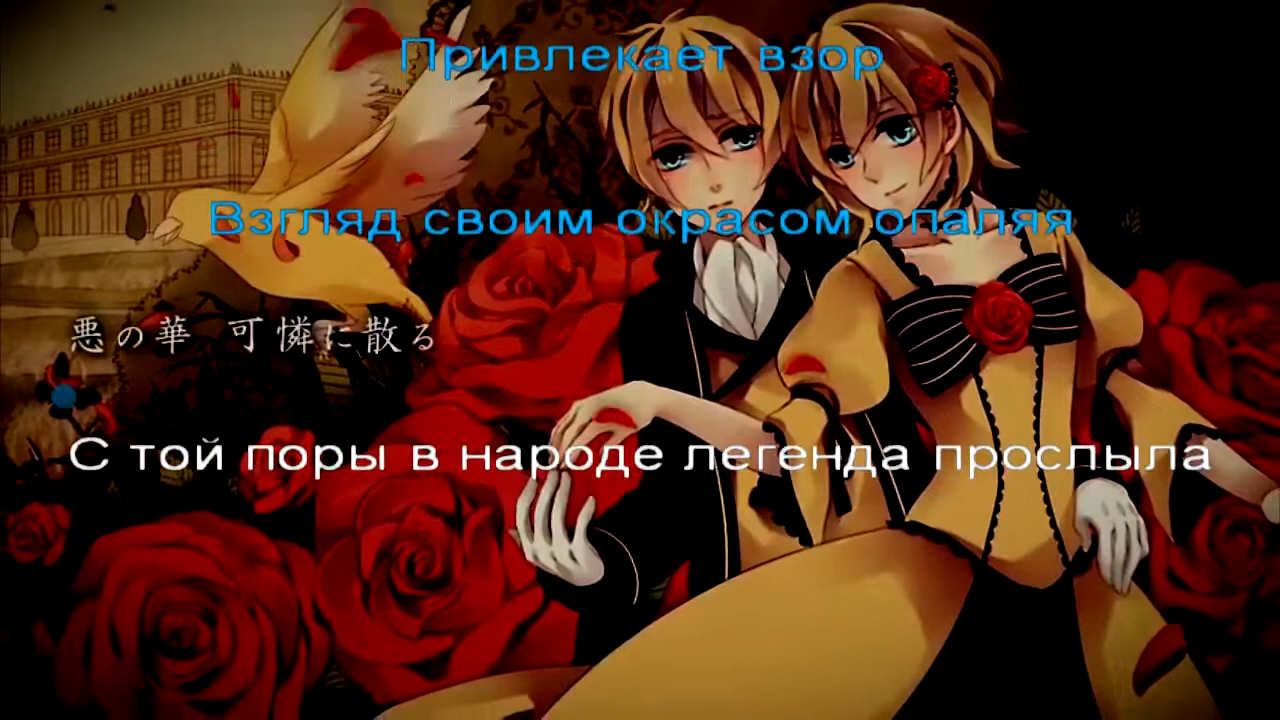 Привлекает взор
Взгляд своим окрасом опаляя
悪の華 可憐に散る
С той поры в народе легенда прослыла